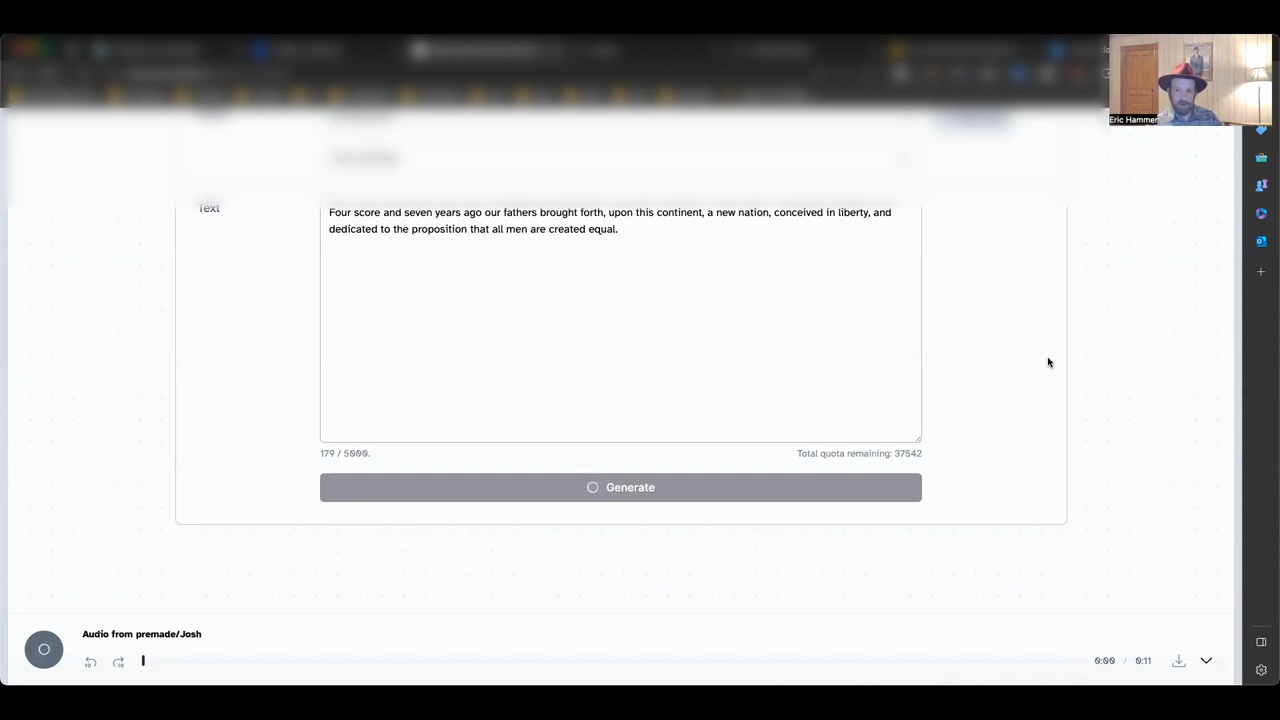 Eric Hammer
Text
Four score and seven years ago our fathers brought forth, upon this continent, a new nation, conceived in liberty, and
dedicated to the proposition that all men are created equal.
179 / 5000.
Total quota remaining: 37542
Generate
Audio from premade/Josh
10
10
0:00 / 0:11